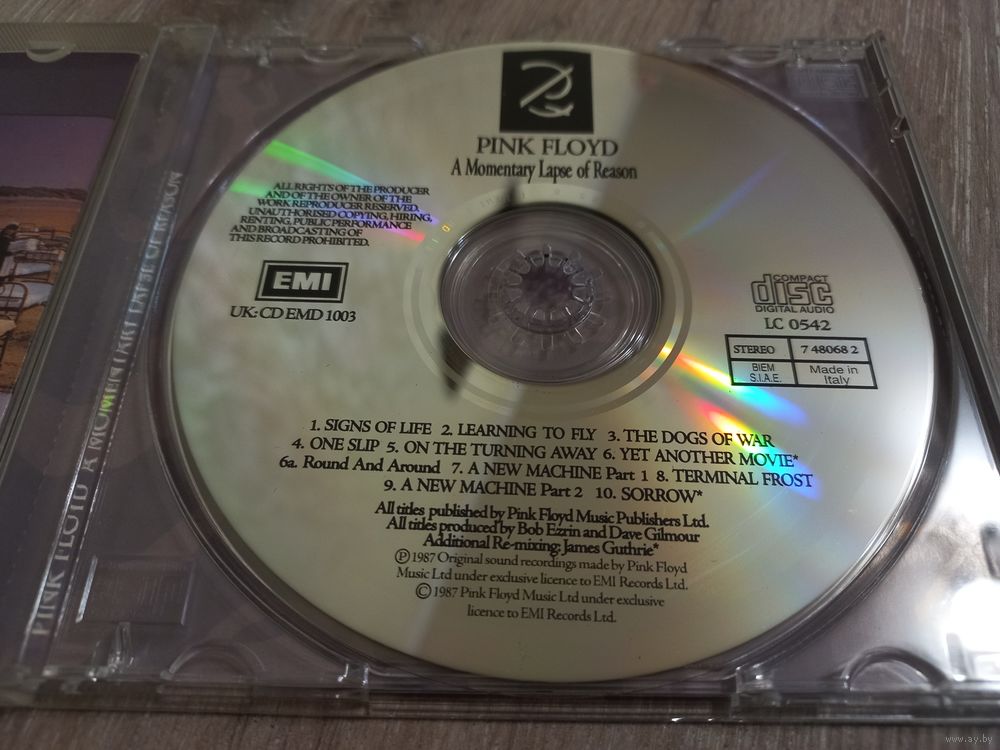 PINK FLOYD
A Momentary Lapse of Reason
ALL RIGHTS OF THE PRODUCER
AND OF THE OWNER OF THE
WORK REPRODUCER RESERVED.
UNAUTHORISED COPYING, HIRING,
RENTING, PUBLIC PERFORMANCE
AND BROADCASTING OF
THIS RECORD PROHIBITED.
EMI
UK: CD EMD 1003
COMPACT
disc
DIGITAL AUDIO
LC 0542
STEREO 7 48068 2
BIEM
S.I.A.E.
Made in
Italy
1. SIGNS OF LIFE 2. LEARNING TO FLY 3. THE DOGS OF WAR
4. ONE SLIP 5. ON THE TURNING AWAY 6. YET ANOTHER MOVIE*
6a. Round And Around 7. A NEW MACHINE Part 1 8. TERMINAL FROST
9. A NEW MACHINE Part 2 10. SORROW*
All titles published by Pink Floyd Music Publishers Ltd.
All titles produced by Bob Ezrin and Dave Gilmour
Additional Re-mixing: James Guthrie*
Ⓟ 1987 Original sound recordings made by Pink Floyd
Music Ltd under exclusive licence to EMI Records Ltd.
© 1987 Pink Floyd Music Ltd under exclusive
licence to EMI Records Ltd.
PINK FLOYD A MOMENTARY LAPSE OF REASON
www.ay.by